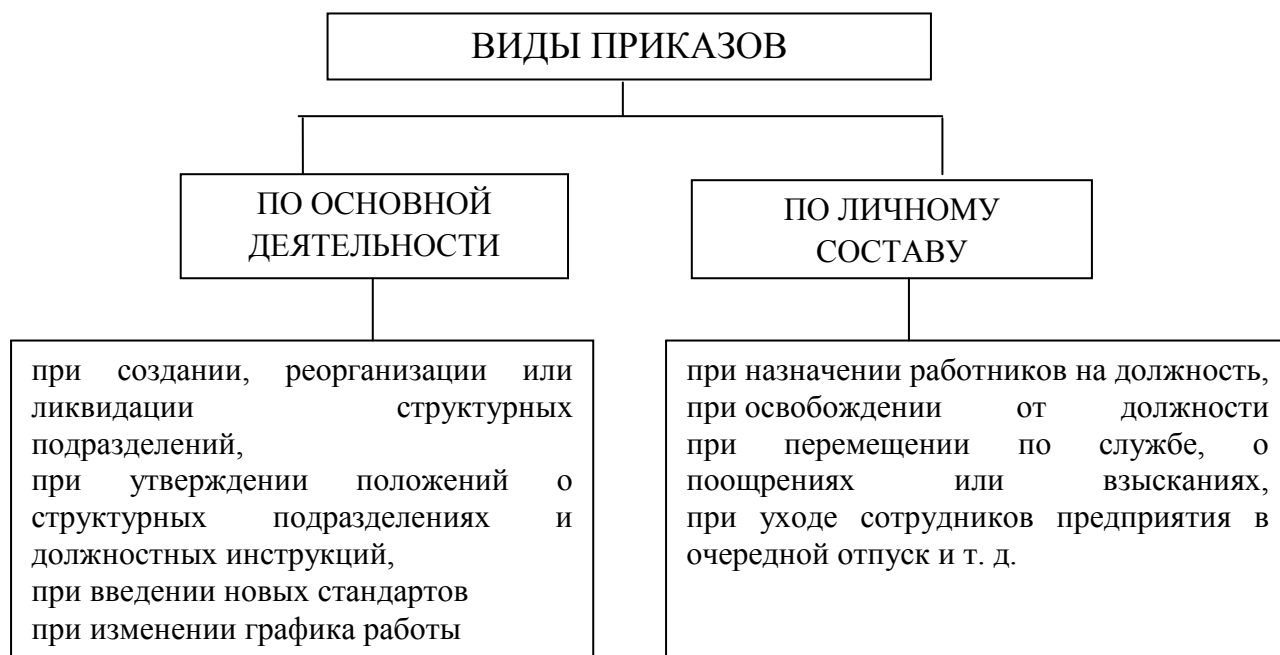 ВИДЫ ПРИКАЗОВ
ПО ОСНОВНОЙ
ДЕЯТЕЛЬНОСТИ
ПО ЛИЧНОМУ
СОСТАВУ
при создании, реорганизации или
ликвидации структурных
подразделений,
при утверждении положений о
структурных подразделениях и
должностных инструкций,
при введении новых стандартов
при изменении графика работы
при назначении работников на должность,
при освобождении от должности
при перемещении по службе, о
поощрениях или взысканиях,
при уходе сотрудников предприятия в
очередной отпуск и т. д.